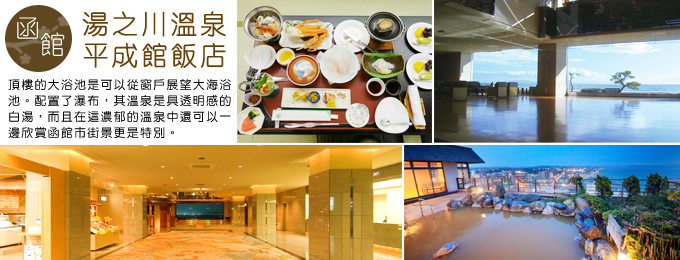 函館
湯之川溫泉
平成館飯店
頂樓的大浴池是可以從窗戶展望大海浴
池。配置了瀑布，其溫泉是具透明感的
白湯，而且在這濃郁的溫泉中還可以一
邊欣賞函館市街景更是特別。